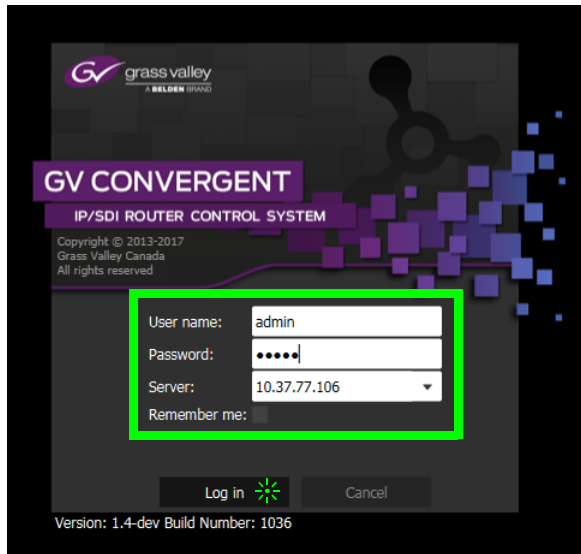 GV grass valley
A BELDEN BRAND
GV CONVERGENT
IP/SDI ROUTER CONTROL SYSTEM
Copyright © 2013-2017
Grass Valley Canada
All rights reserved
User name: admin
Password: •••••
Server: 10.37.77.106
Remember me:
Log in Cancel
Version: 1.4-dev Build Number: 1036